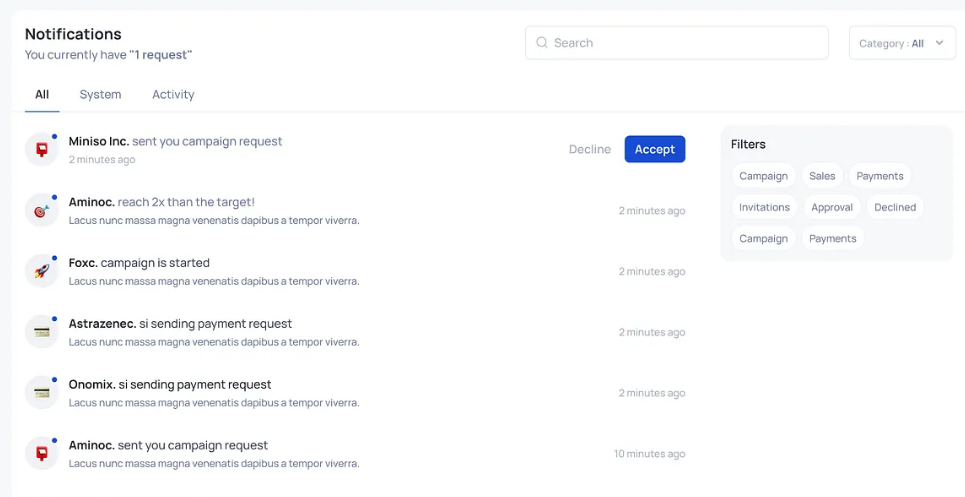 Notifications
You currently have "1 request"
Search
Category : All
All
System
Activity
Miniso Inc. sent you campaign request
2 minutes ago
Decline
Accept
Aminoc. reach 2x than the target!
Lacus nunc massa magna venenatis dapibus a tempor viverra.
2 minutes ago
Foxc. campaign is started
Lacus nunc massa magna venenatis dapibus a tempor viverra.
2 minutes ago
Astrazenec. si sending payment request
Lacus nunc massa magna venenatis dapibus a tempor viverra.
2 minutes ago
Onomix. si sending payment request
Lacus nunc massa magna venenatis dapibus a tempor viverra.
2 minutes ago
Aminoc. sent you campaign request
Lacus nunc massa magna venenatis dapibus a tempor viverra.
10 minutes ago
Filters
Campaign
Sales
Payments
Invitations
Approval
Declined
Campaign
Payments